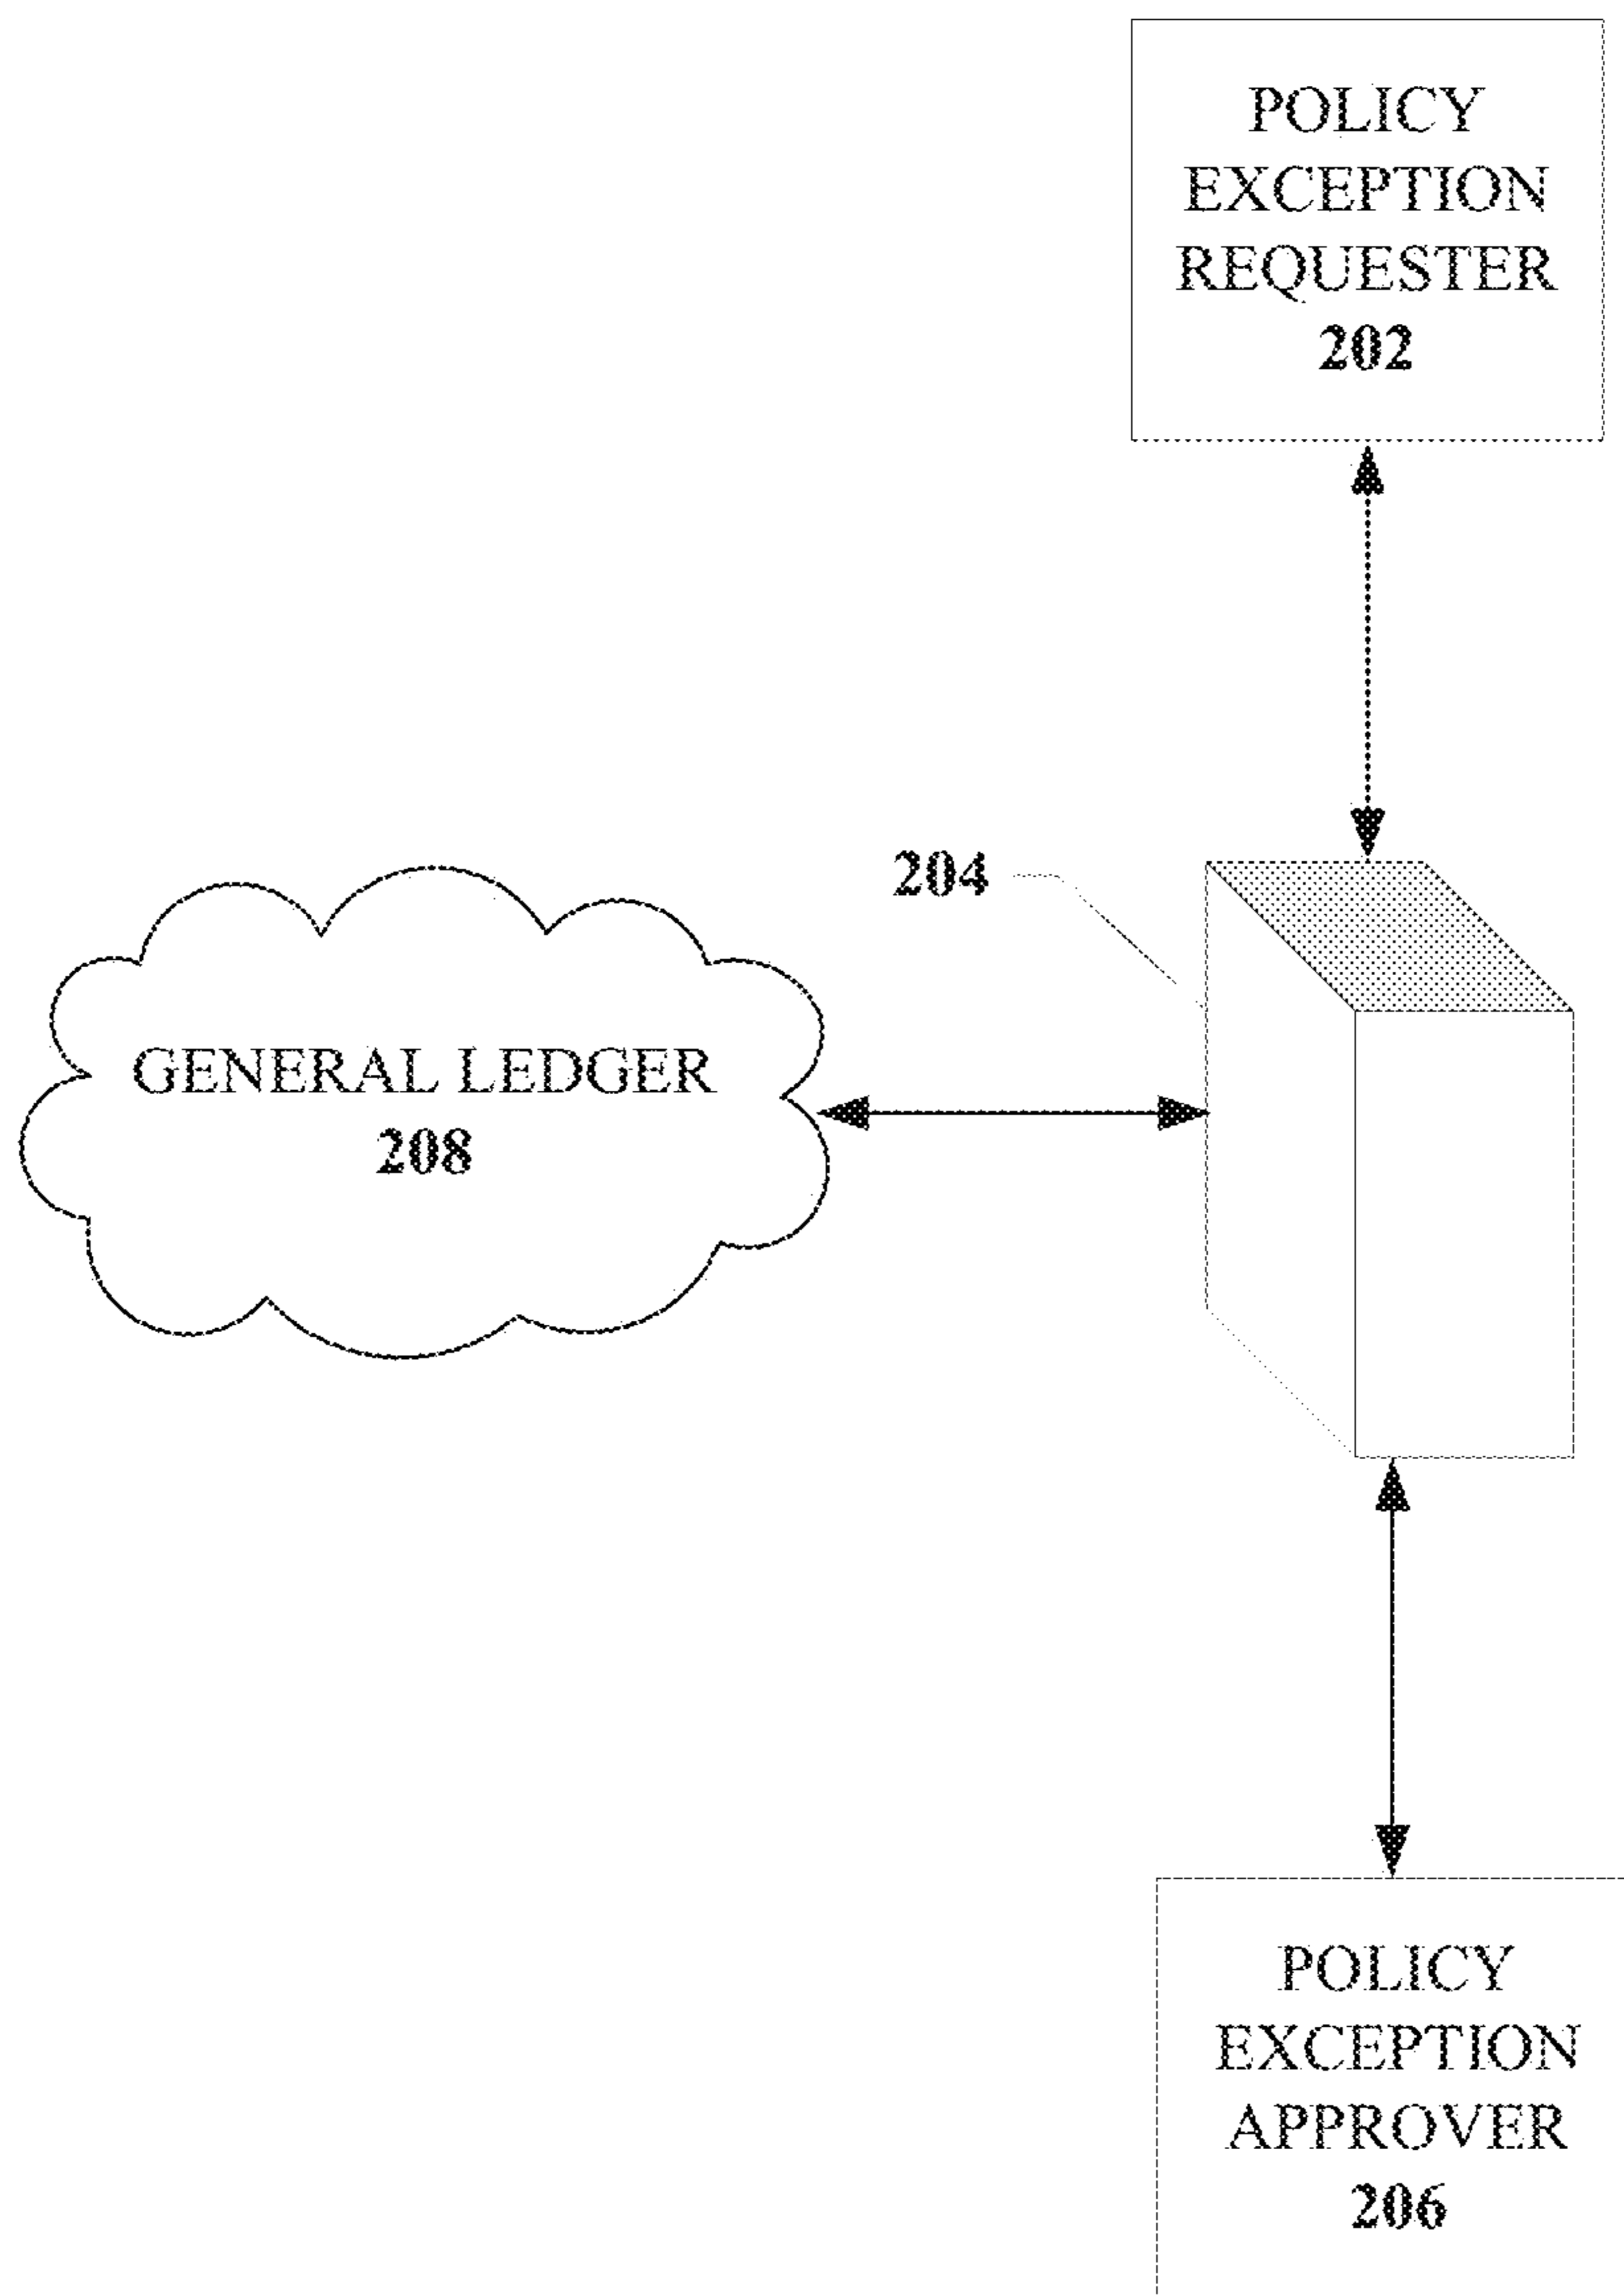 POLICY
EXCEPTION
REQUESTER
202
204
GENERAL LEDGER
208
POLICY
EXCEPTION
APPROVER
206